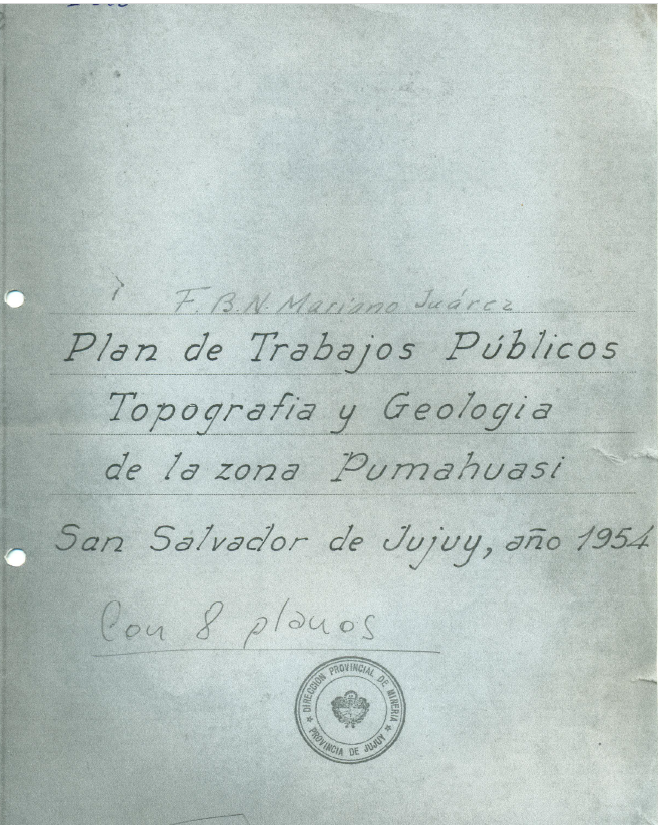 F.B.N. Mariano Juárez
Plan de Trabajos Públicos
Topografia y Geologia
de la zona Pumahuasi
San Salvador de Jujuy, año 1954
Con 8 planos
DIRECCIÓN PROVINCIAL DE MINERIA
PROVINCIA DE JUJUY